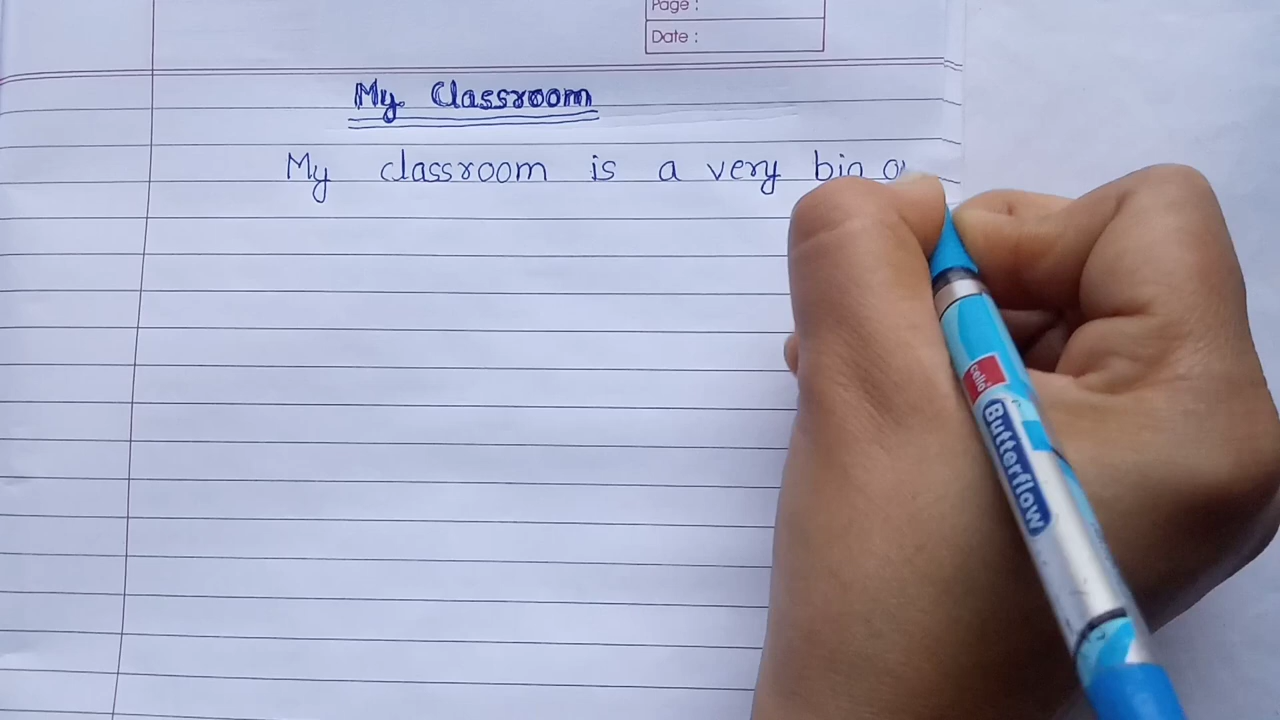 Page :
Date :
My Classroom
My classroom is a very big
cello
Butterflow